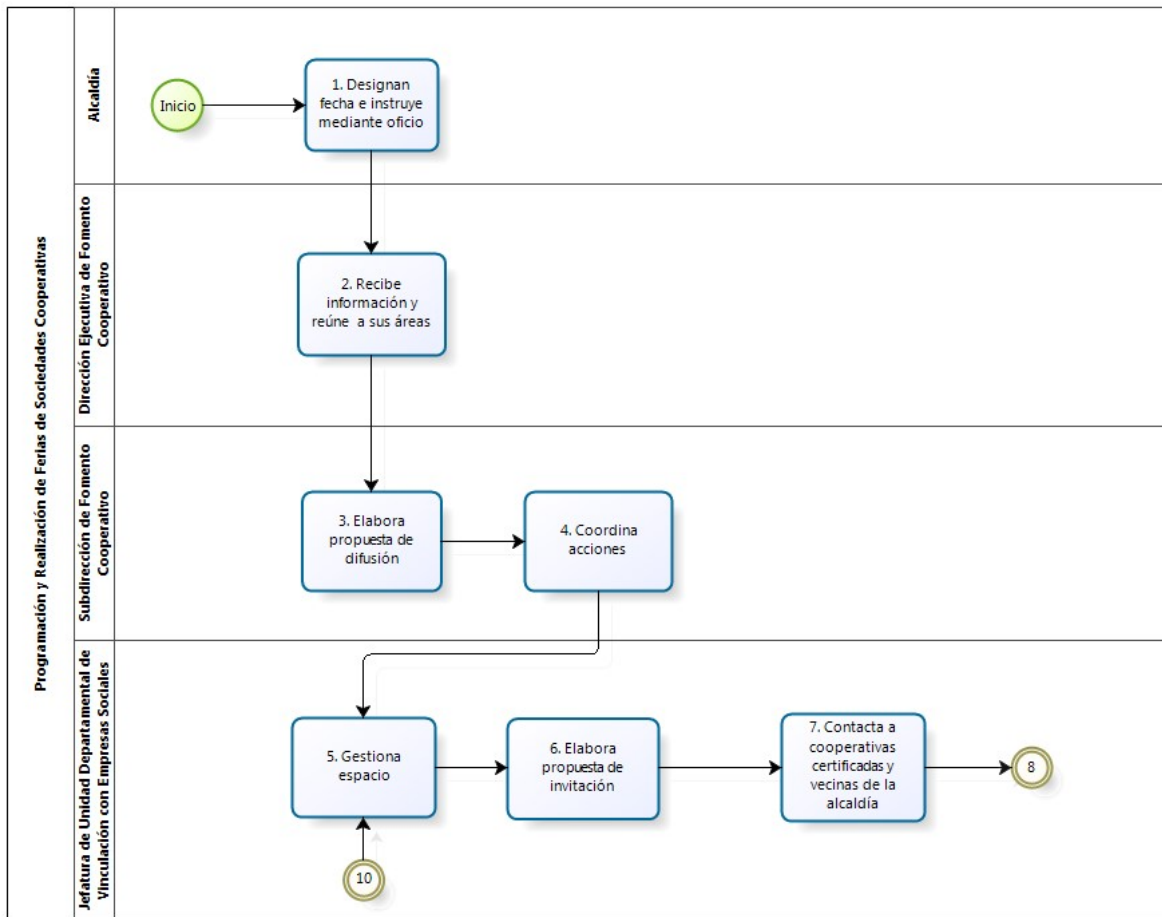 Programación y Realización de Ferias de Sociedades Cooperativas
Alcaldía
Inicio
1. Designan
fecha e instruye
mediante oficio
Dirección Ejecutiva de Fomento
Cooperativo
2. Recibe
información y
reúne a sus áreas
Subdirección de Fomento
Cooperativo
3. Elabora
propuesta de
difusión
4. Coordina
acciones
Jefatura de Unidad Departamental de
Vinculación con Empresas Sociales
5. Gestiona
espacio
6. Elabora
propuesta de
invitación
7. Contacta a
cooperativas
certificadas y
vecinas de la
alcaldía
8
10